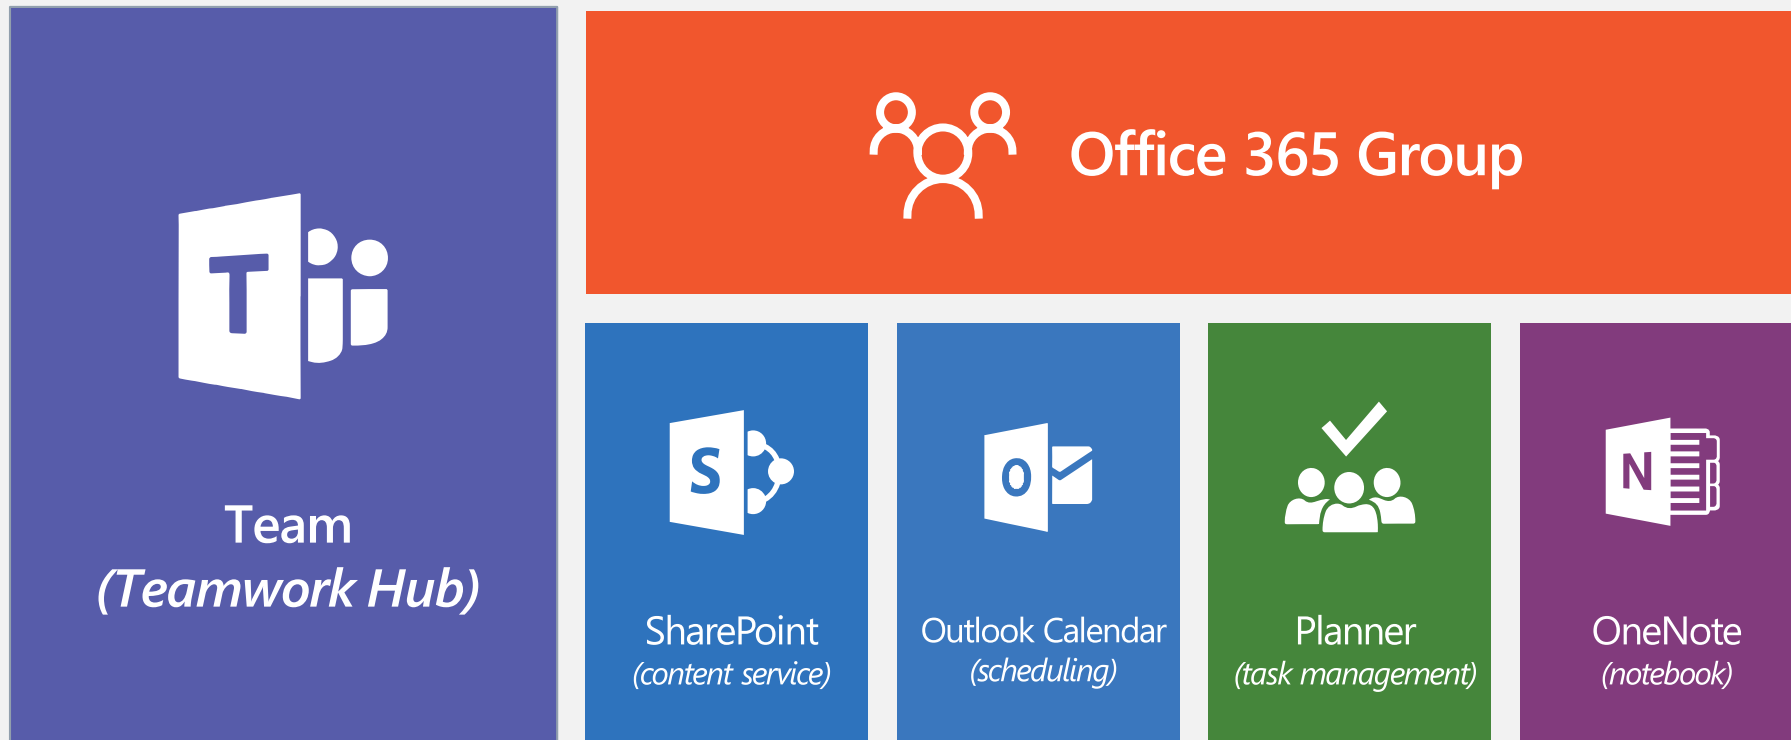 T
Team
(Teamwork Hub)
Office 365 Group
S
SharePoint
(content service)
O
Outlook Calendar
(scheduling)
Planner
(task management)
N
OneNote
(notebook)